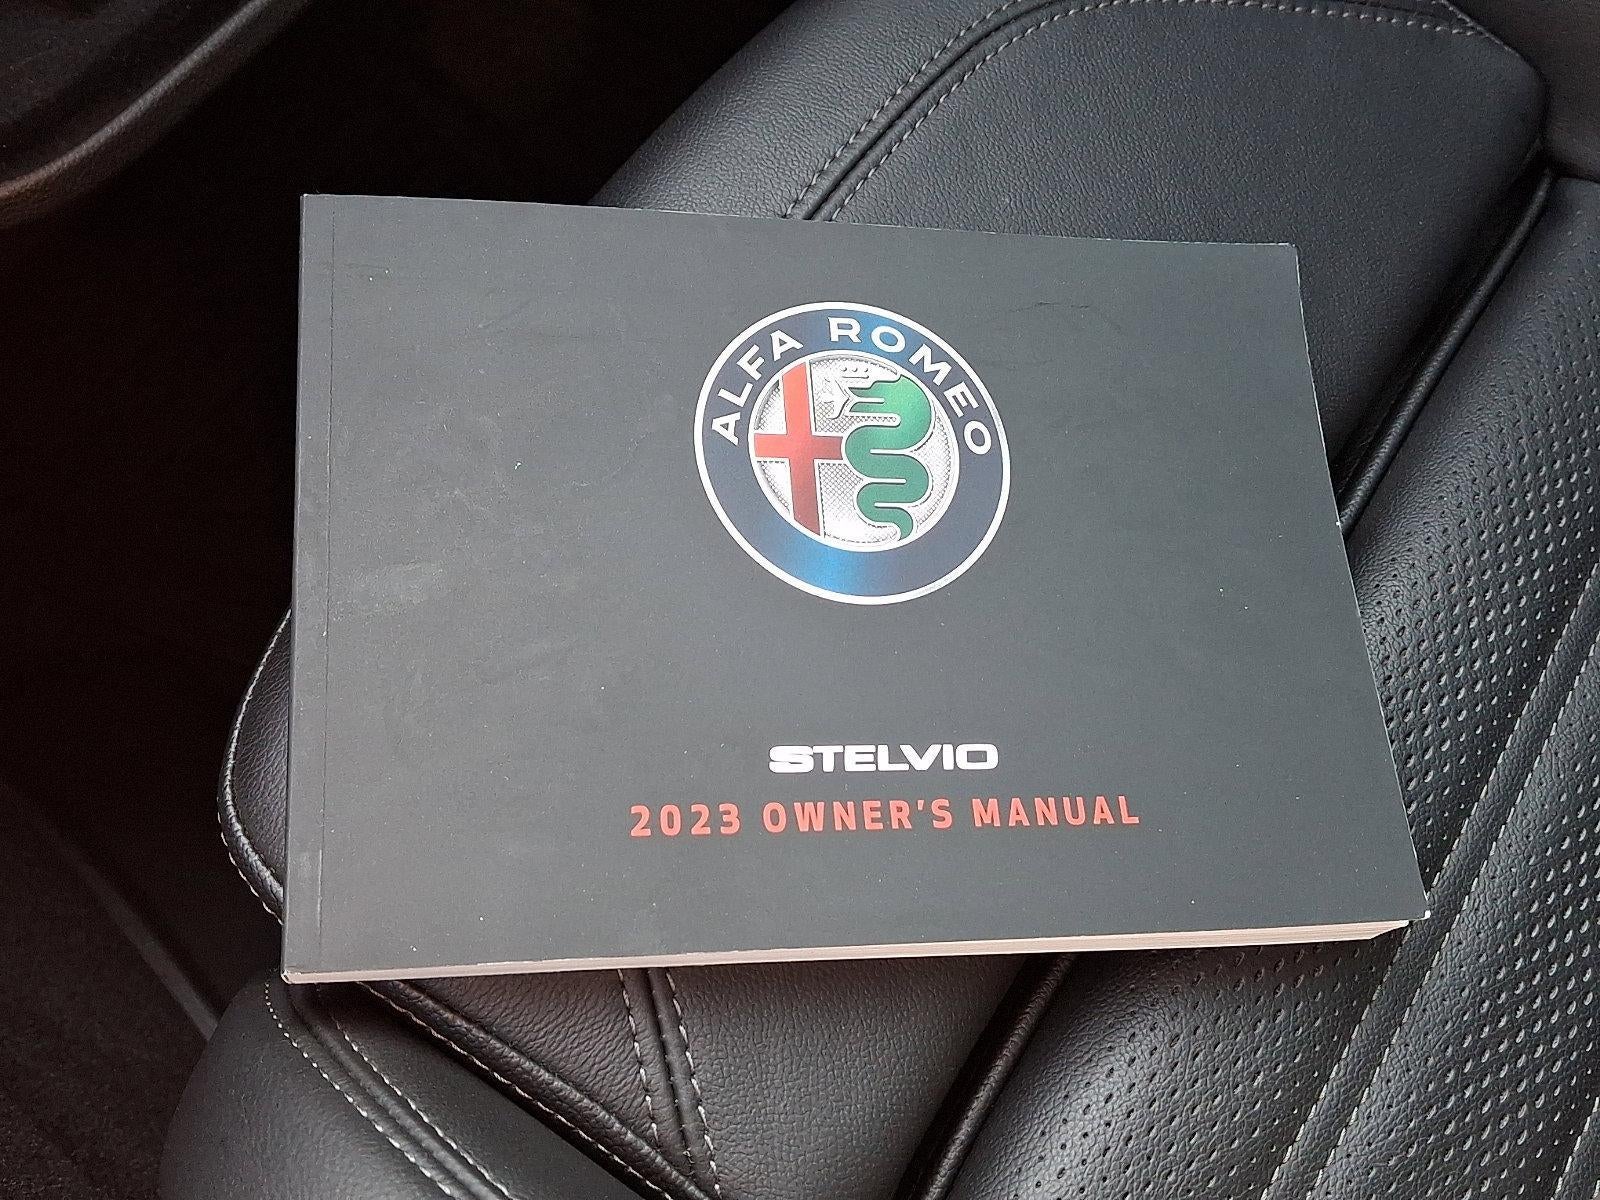 ALFA ROMEO
STELVIO
2023 OWNER'S MANUAL